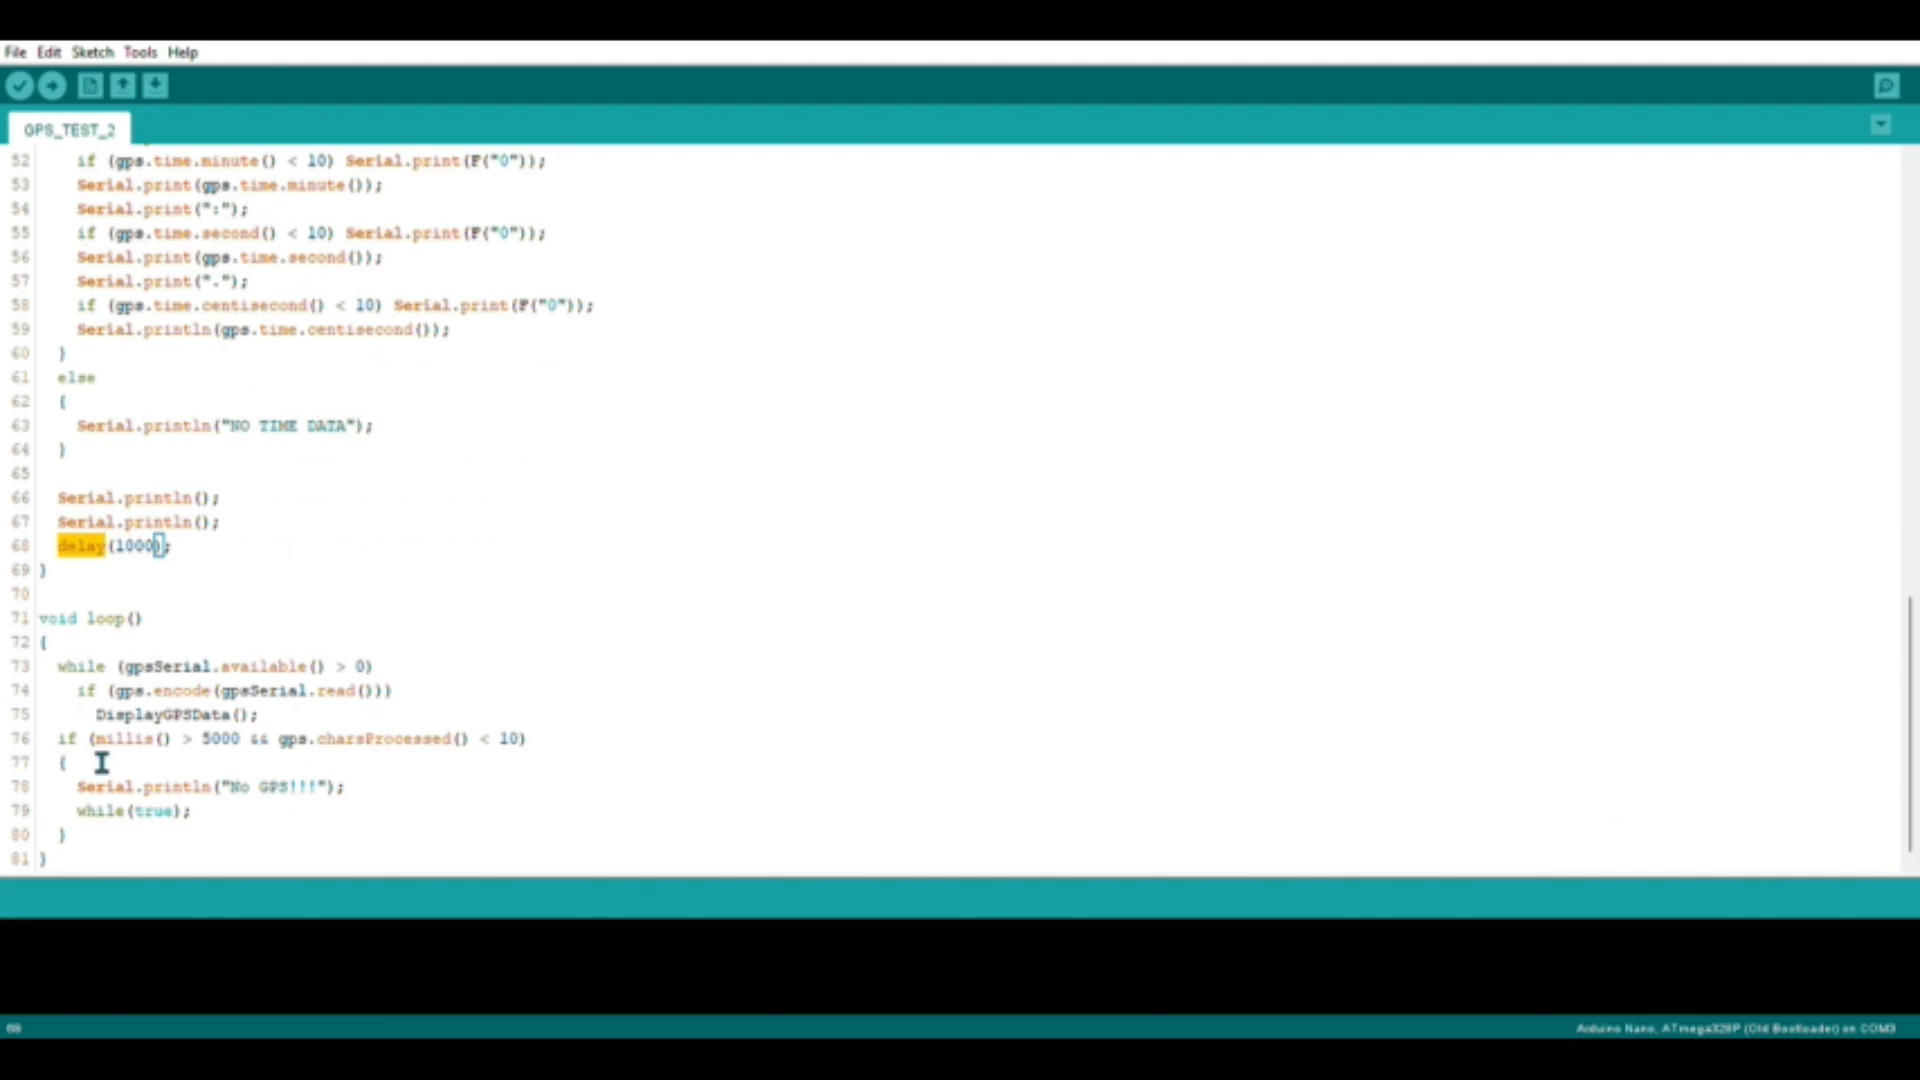 File Edit Sketch Tools Help
GPS_TEST_2
52 if (gps.time.minute() < 10) Serial.print(F("0"));
53 Serial.print(gps.time.minute());
54 Serial.print(":");
55 if (gps.time.second() < 10) Serial.print(F("0"));
56 Serial.print(gps.time.second());
57 Serial.print(".");
58 if (gps.time.centisecond() < 10) Serial.print(F("0"));
59 Serial.println(gps.time.centisecond());
60 }
61 else
62 {
63 Serial.println("NO TIME DATA");
64 }
65
66 Serial.println();
67 Serial.println();
68 delay(1000);
69 }
70
71 void loop()
72 {
73 while (gpsSerial.available() > 0)
74 if (gps.encode(gpsSerial.read()))
75 DisplayGPSData();
76 if (millis() > 5000 && gps.charsProcessed() < 10)
77 {
78 Serial.println("No GPS!!!");
79 while(true);
80 }
81 }
68 Arduino Nano, ATmega328P (Old Bootloader) on COM3